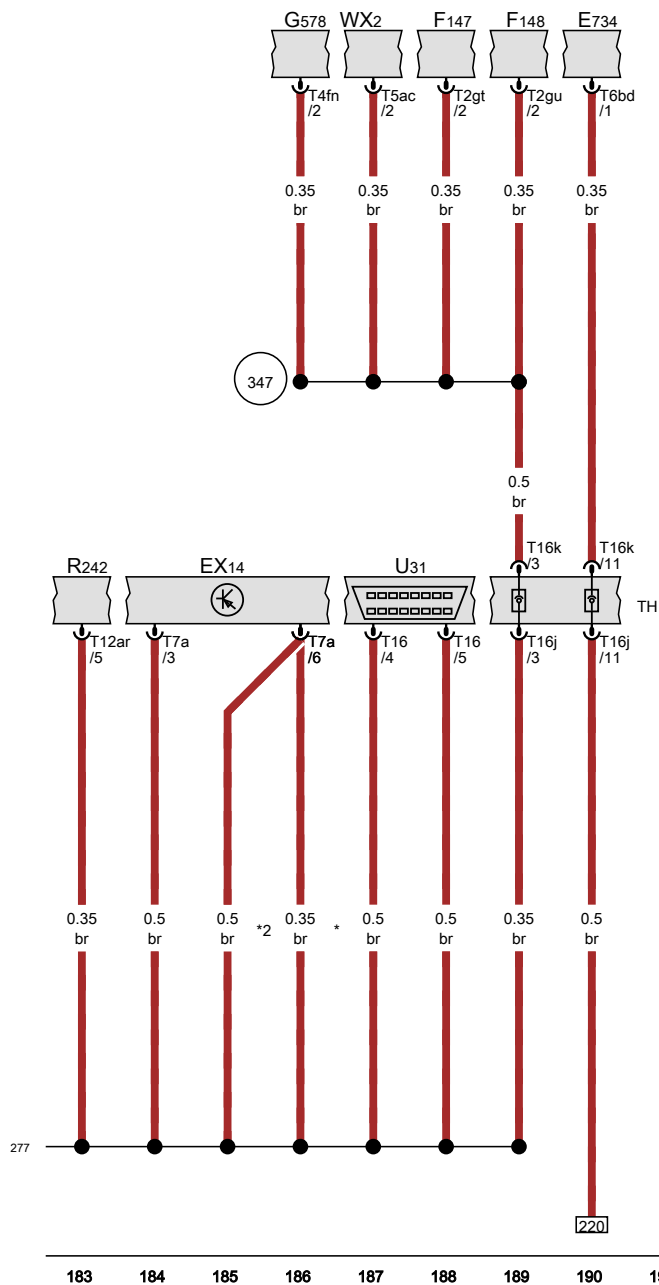 G578 WX2 F147 F148 E734
T4fn T5ac T2gt T2gu T6bd
/2 /2 /2 /2 /1
0.35 0.35 0.35 0.35 0.35
br br br br br
347
0.5
br
T16k T16k
/3 /11
R242 EX14 U31
TH
T12ar T7a T7a T16 T16 T16j T16j
/5 /3 /6 /4 /5 /3 /11
0.35 0.5 0.5 *2 0.35 * 0.5 0.5 0.35 0.5
br br br br br br br br
277
220
183 184 185 186 187 188 189 190